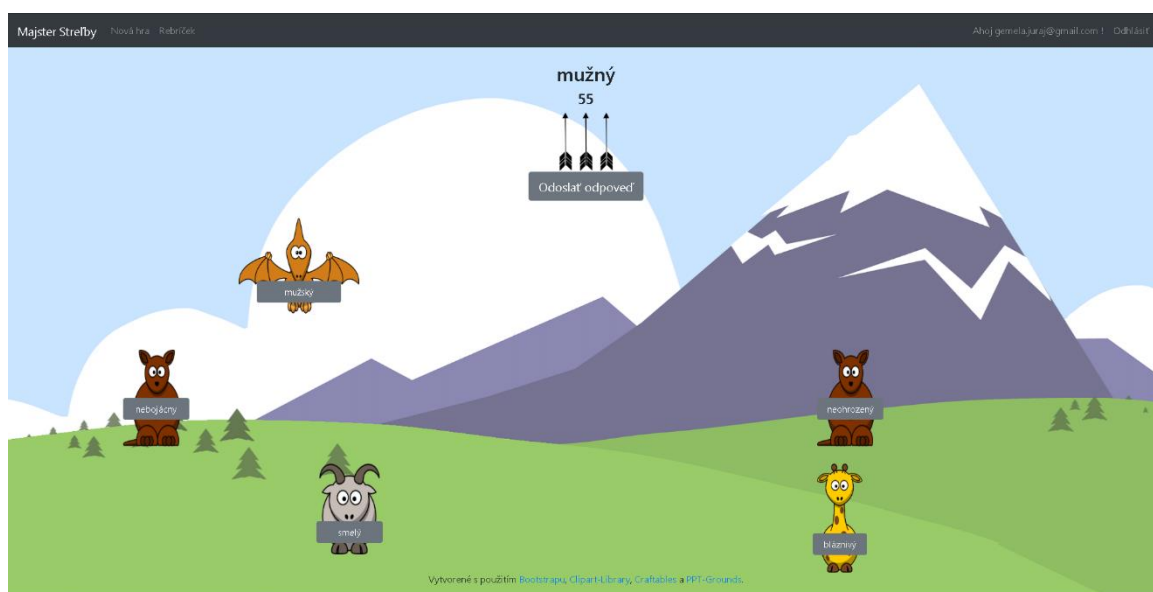 Majster Streľby Nová hra Rebríček Ahoj gemela.juraj@gmail.com ! Odhlásiť
mužný
55
Odoslať odpoveď
mužský
nebojácny
neohrozený
smelý
bláznivý
Vytvorené s použitím Bootstrapu, Clipart-Library, Craftables a PPT-Grounds.